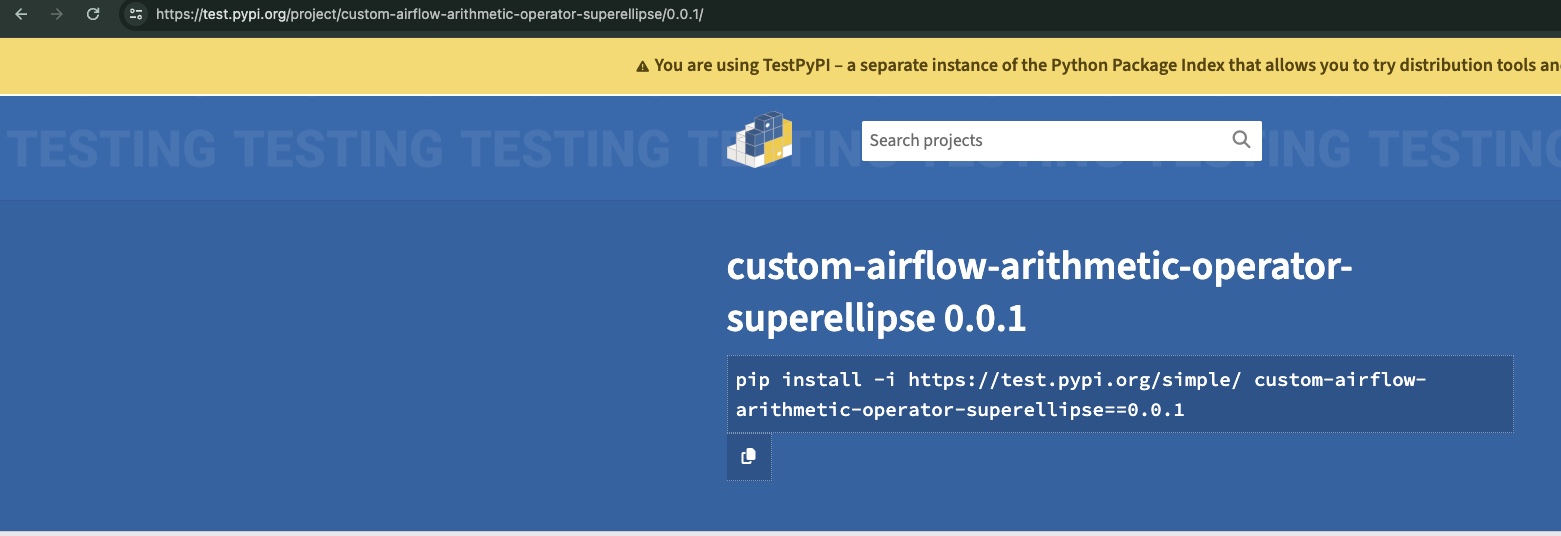 https://test.pypi.org/project/custom-airflow-arithmetic-operator-superellipse/0.0.1/
You are using TestPyPI – a separate instance of the Python Package Index that allows you to try distribution tools an
TESTING TESTING TESTING TESTING TESTING
Search projects
custom-airflow-arithmetic-operator-
superellipse 0.0.1
pip install -i https://test.pypi.org/simple/ custom-airflow-
arithmetic-operator-superellipse==0.0.1